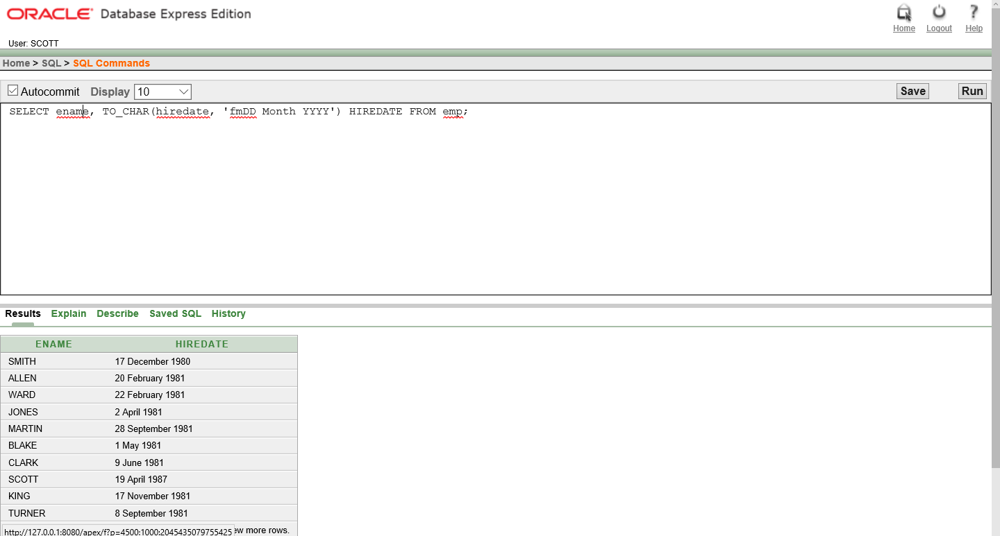 ORACLE Database Express Edition
Home Logout Help
User: SCOTT
Home > SQL > SQL Commands
Autocommit Display 10 Save Run
SELECT ename, TO_CHAR(hiredate, 'fmDD Month YYYY') HIREDATE FROM emp;
Results Explain Describe Saved SQL History
ENAME HIREDATE
SMITH 17 December 1980
ALLEN 20 February 1981
WARD 22 February 1981
JONES 2 April 1981
MARTIN 28 September 1981
BLAKE 1 May 1981
CLARK 9 June 1981
SCOTT 19 April 1987
KING 17 November 1981
TURNER 8 September 1981
http://127.0.0.1:8080/apex/f?p=4500:1000:2045435079755425 more rows.